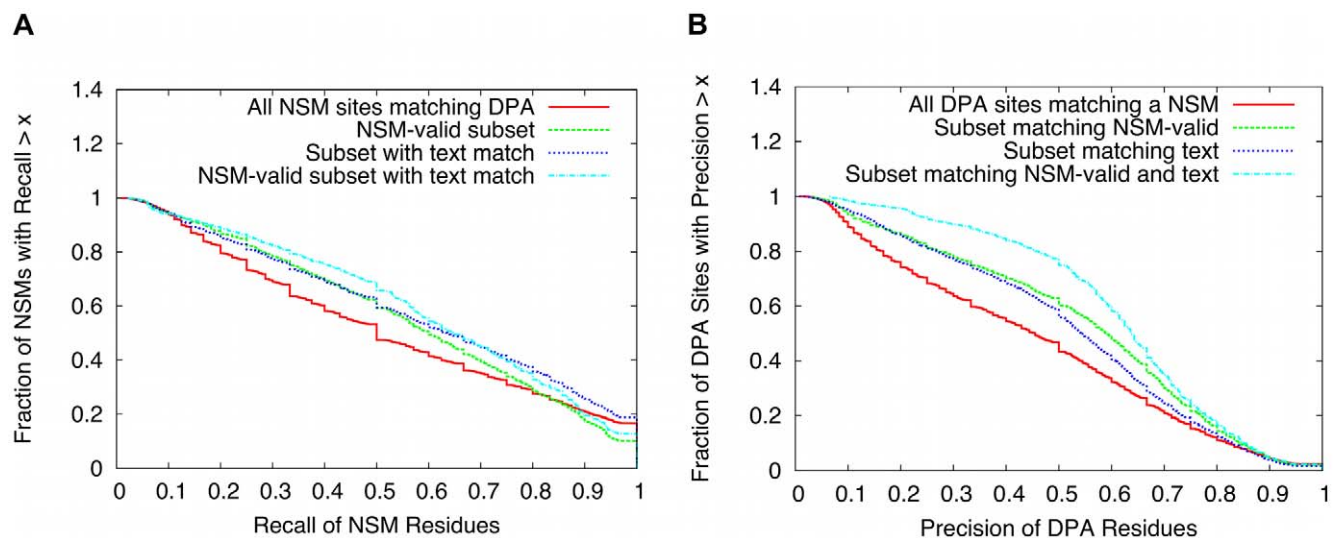 A
Fraction of NSMs with Recall > x
1.4
1.2
1
0.8
0.6
0.4
0.2
0
All NSM sites matching DPA
NSM-valid subset
Subset with text match
NSM-valid subset with text match
0 0.1 0.2 0.3 0.4 0.5 0.6 0.7 0.8 0.9 1
Recall of NSM Residues
B
Fraction of DPA Sites with Precision > x
1.4
1.2
1
0.8
0.6
0.4
0.2
0
All DPA sites matching a NSM
Subset matching NSM-valid
Subset matching text
Subset matching NSM-valid and text
0 0.1 0.2 0.3 0.4 0.5 0.6 0.7 0.8 0.9 1
Precision of DPA Residues